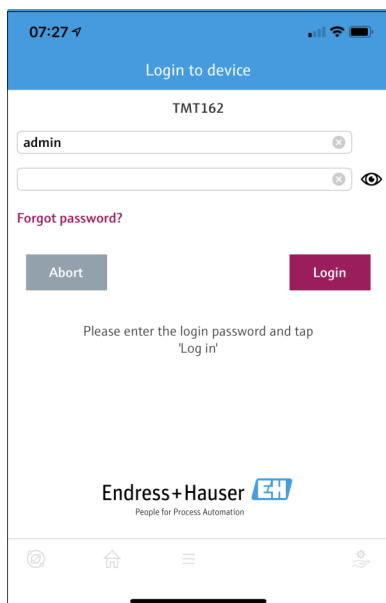 07:27
Login to device
TMT162
admin
Forgot password?
Abort
Login
Please enter the login password and tap
'Log in'
Endress+Hauser EH
People for Process Automation